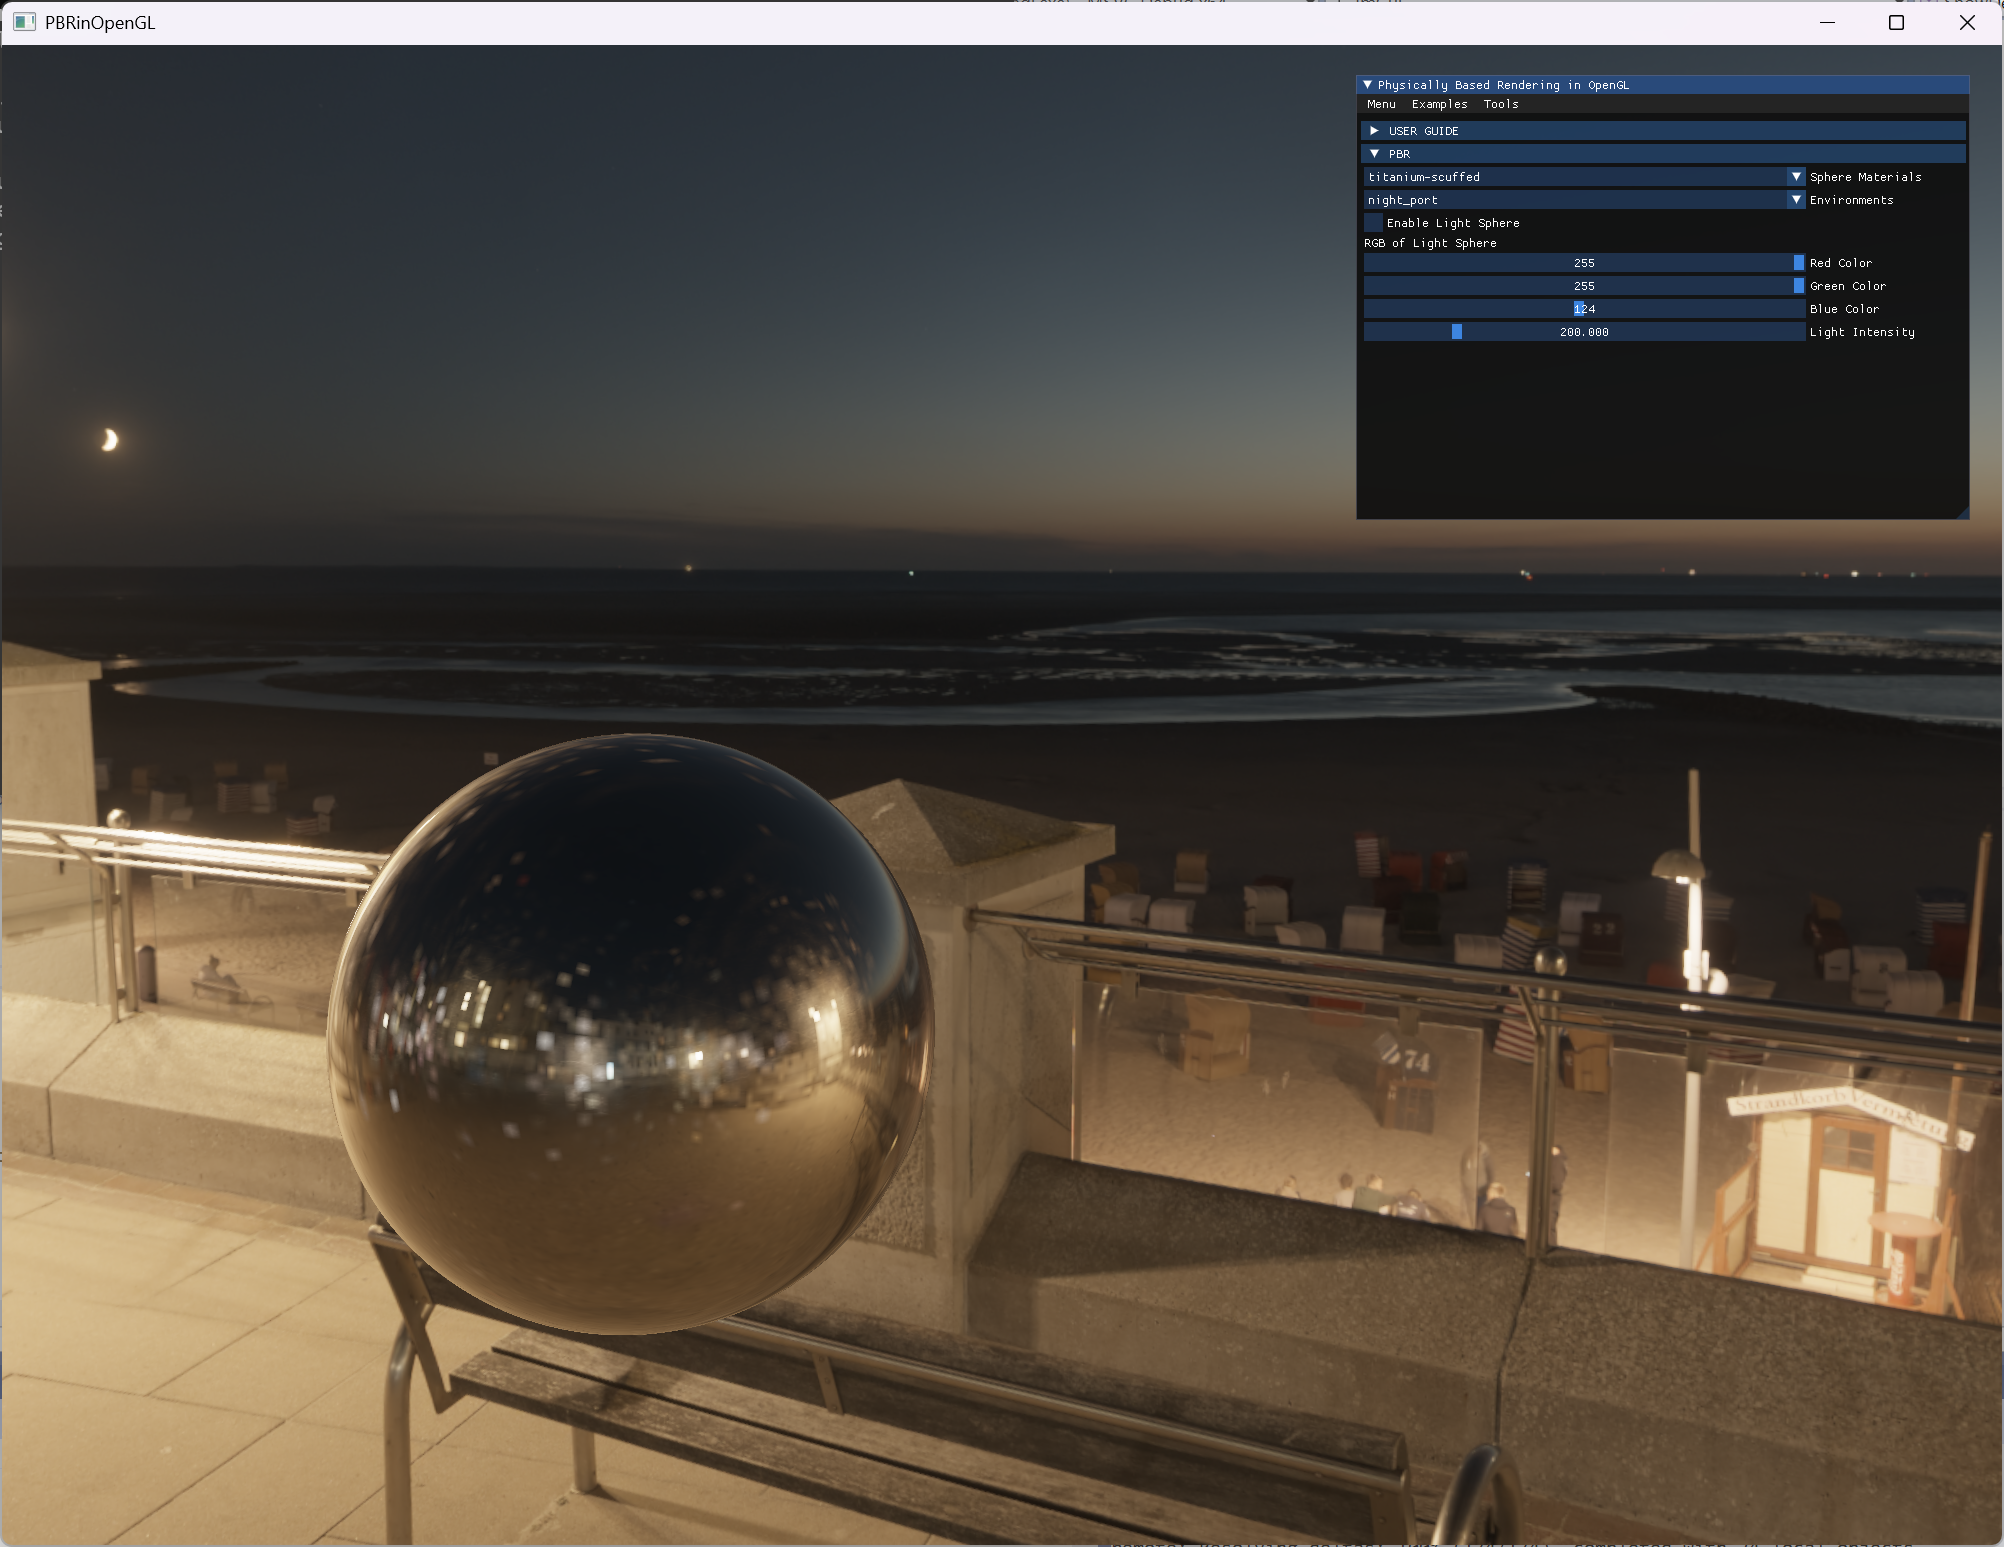 PBRinOpenGL
Physically Based Rendering in OpenGL
Menu Examples Tools
USER GUIDE
PBR
titanium-scuffed Sphere Materials
night_port Environments
Enable Light Sphere
RGB of Light Sphere
255 Red Color
255 Green Color
124 Blue Color
200.000 Light Intensity
74
Strandkorb